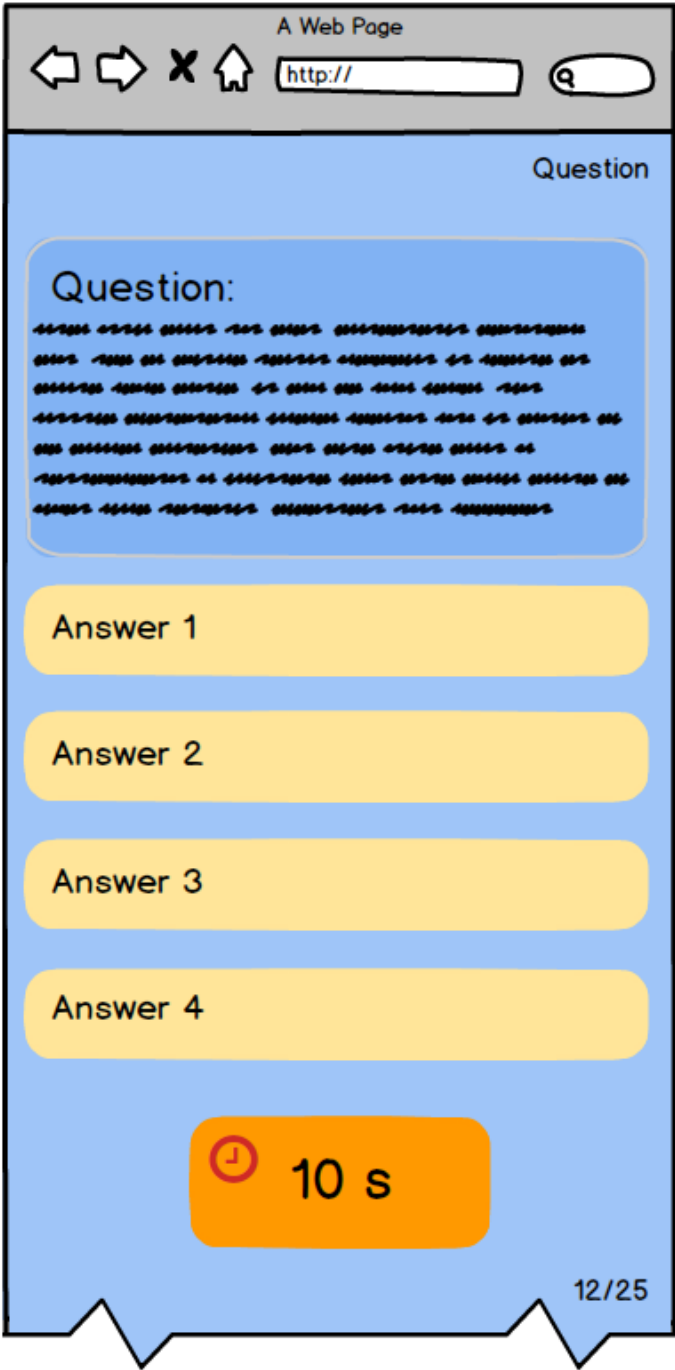 A Web Page
http://
Question
Question:
Answer 1
Answer 2
Answer 3
Answer 4
10 s
12/25